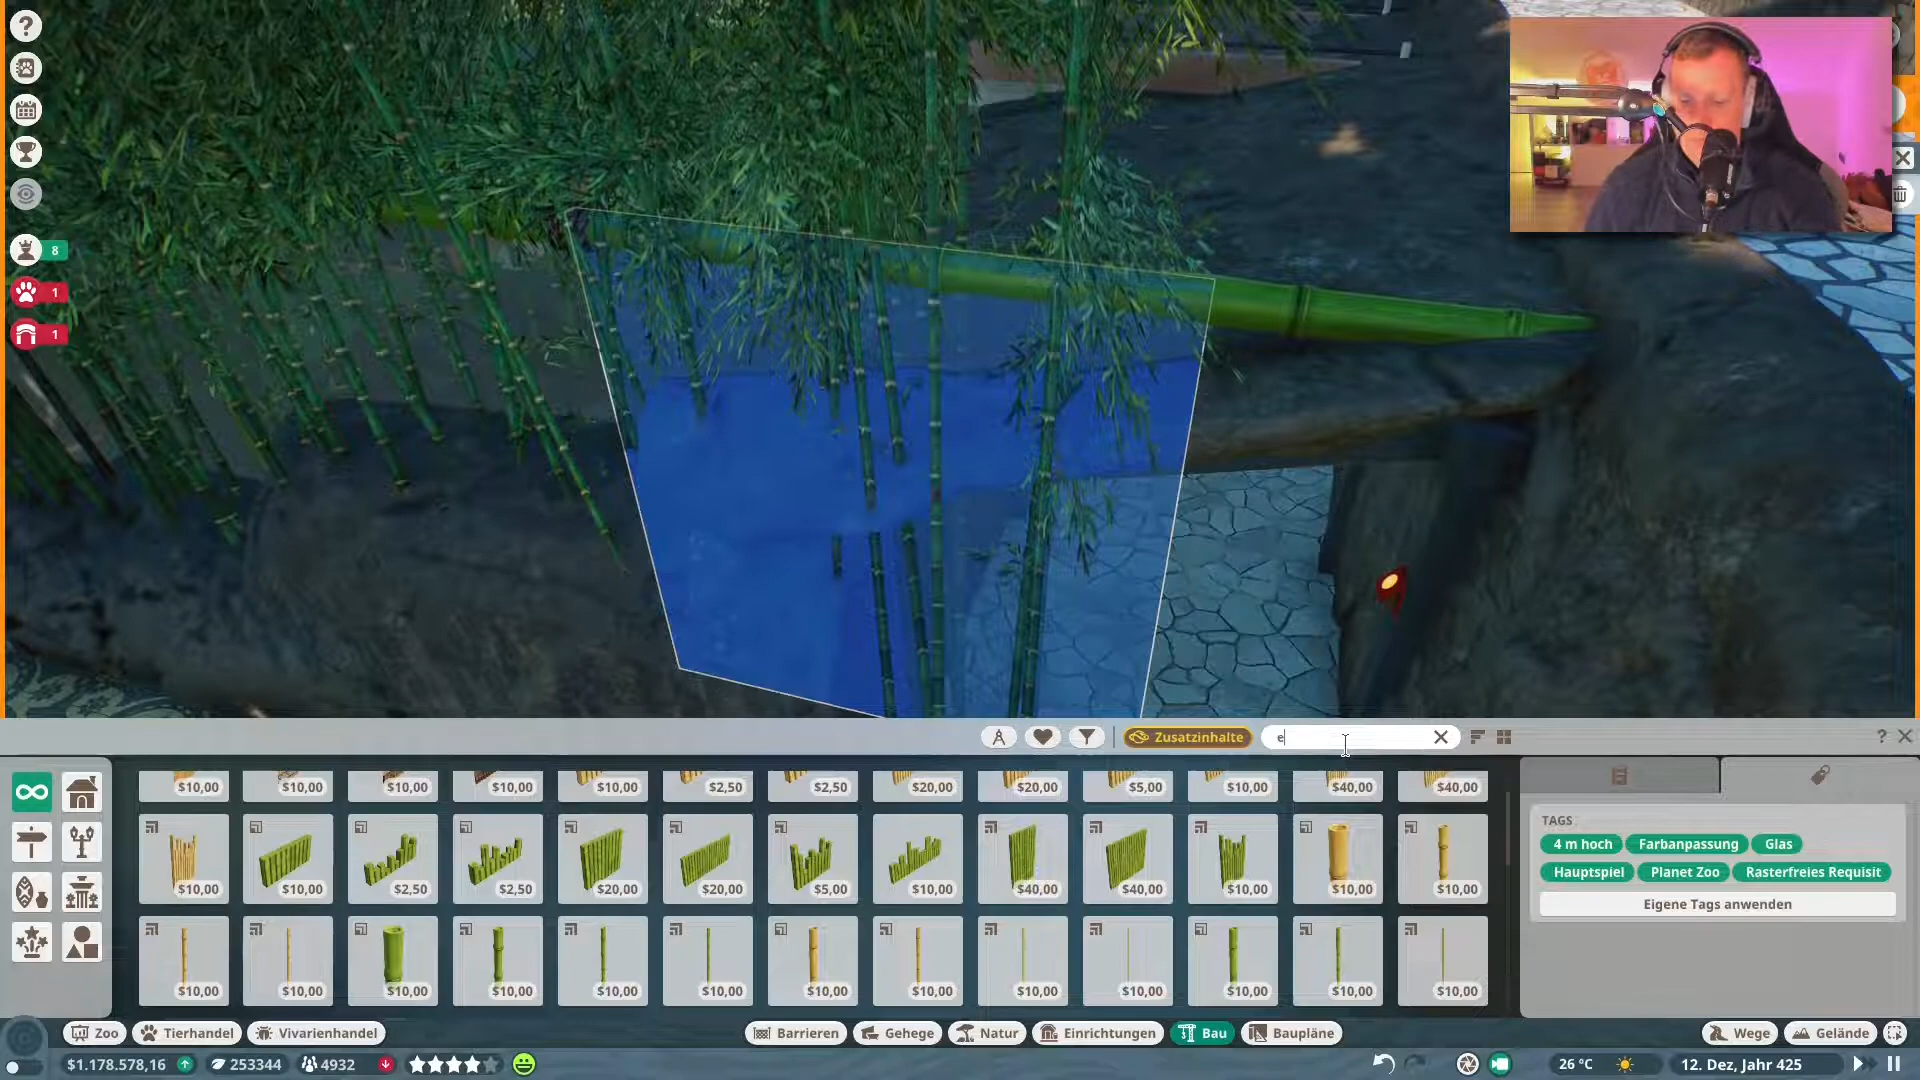 ?
8
1
1
Zusatzinhalte
e
?
$10,00 $10,00 $10,00 $10,00 $10,00 $2,50 $2,50 $20,00 $20,00 $5,00 $10,00 $40,00 $40,00
$10,00 $10,00 $2,50 $2,50 $20,00 $20,00 $5,00 $10,00 $40,00 $40,00 $10,00 $10,00 $10,00
$10,00 $10,00 $10,00 $10,00 $10,00 $10,00 $10,00 $10,00 $10,00 $10,00 $10,00 $10,00 $10,00
TAGS
4 m hoch Farbanpassung Glas
Hauptspiel Planet Zoo Rasterfreies Requisit
Eigene Tags anwenden
Zoo Tierhandel Vivarienhandel Barrieren Gehege Natur Einrichtungen Bau Baupläne Wege Gelände
$1.178.578,16 253344 4932 26 °C 12. Dez, Jahr 425